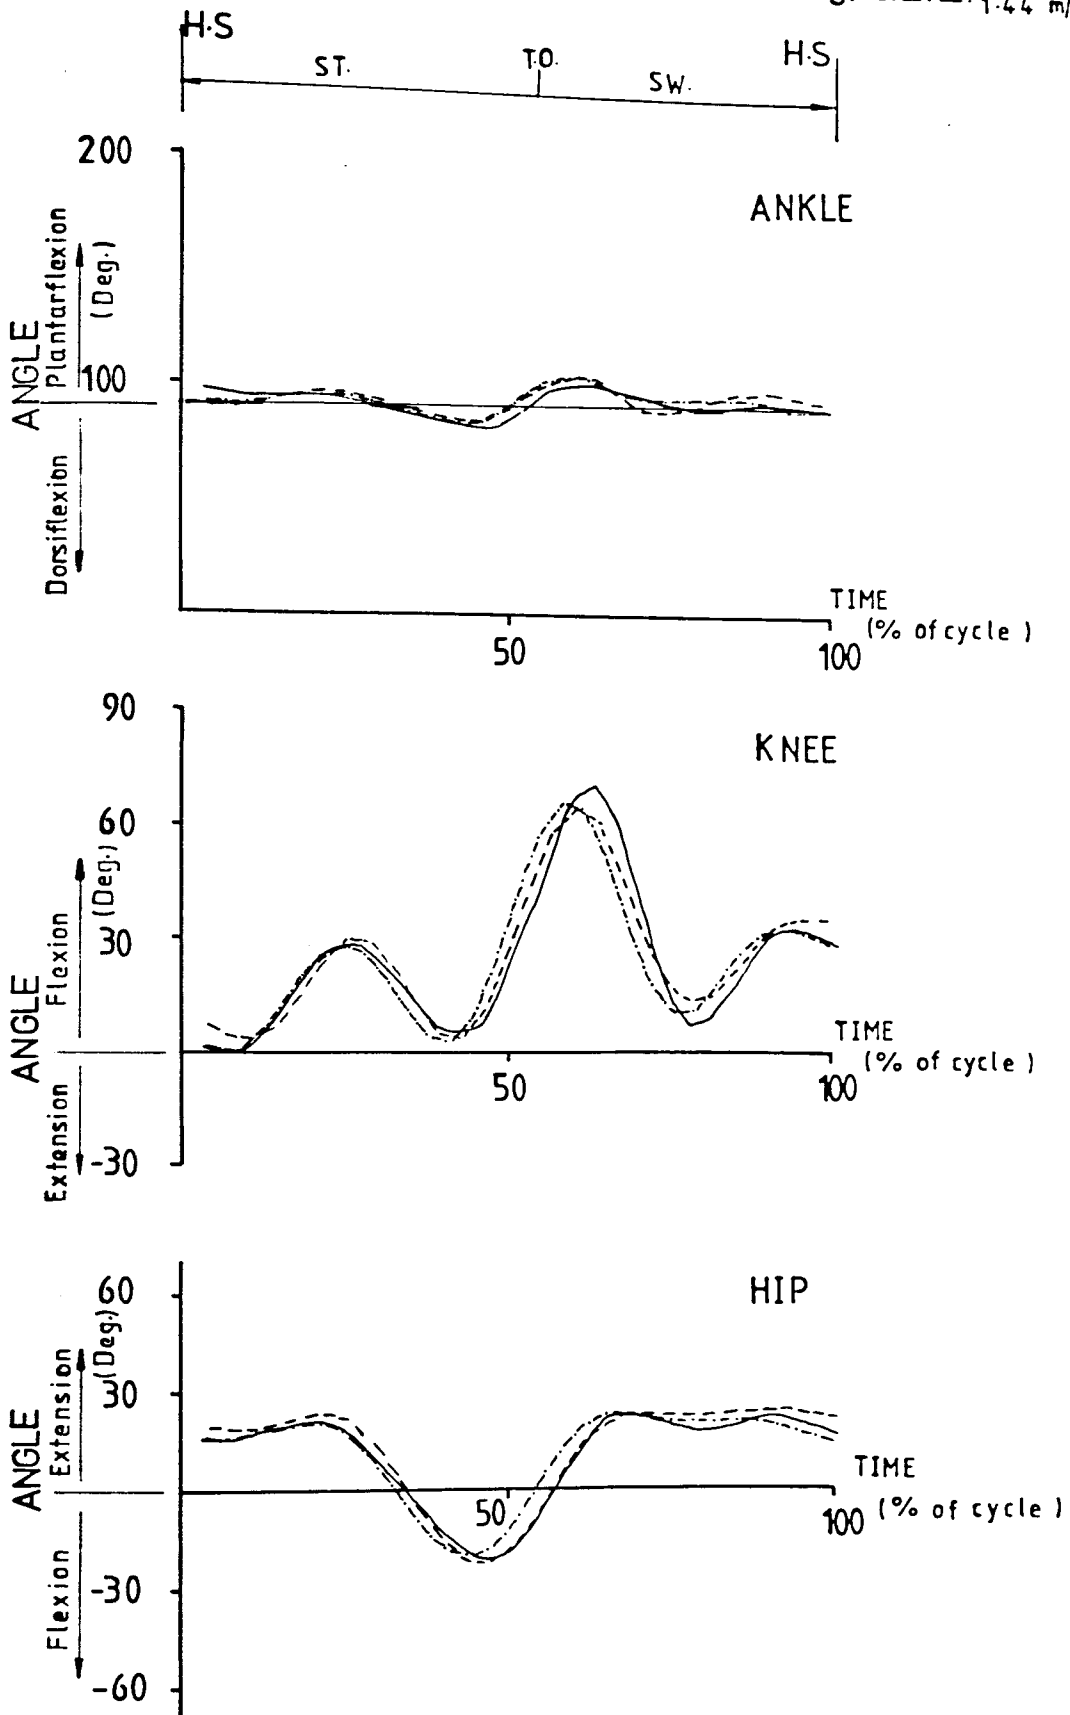 1.44 m/
H.S
ST.
T.O.
SW.
H.S
200
ANKLE
ANGLE
Plantarflexion
(Deg.)
100
Dorsiflexion
TIME
(% of cycle )
50
100
90
KNEE
60
(Deg.)
30
ANGLE
Flexion
TIME
(% of cycle )
50
100
Extension
-30
60
HIP
(Deg.)
30
ANGLE
Extension
TIME
50
100
(% of cycle )
Flexion
-30
-60